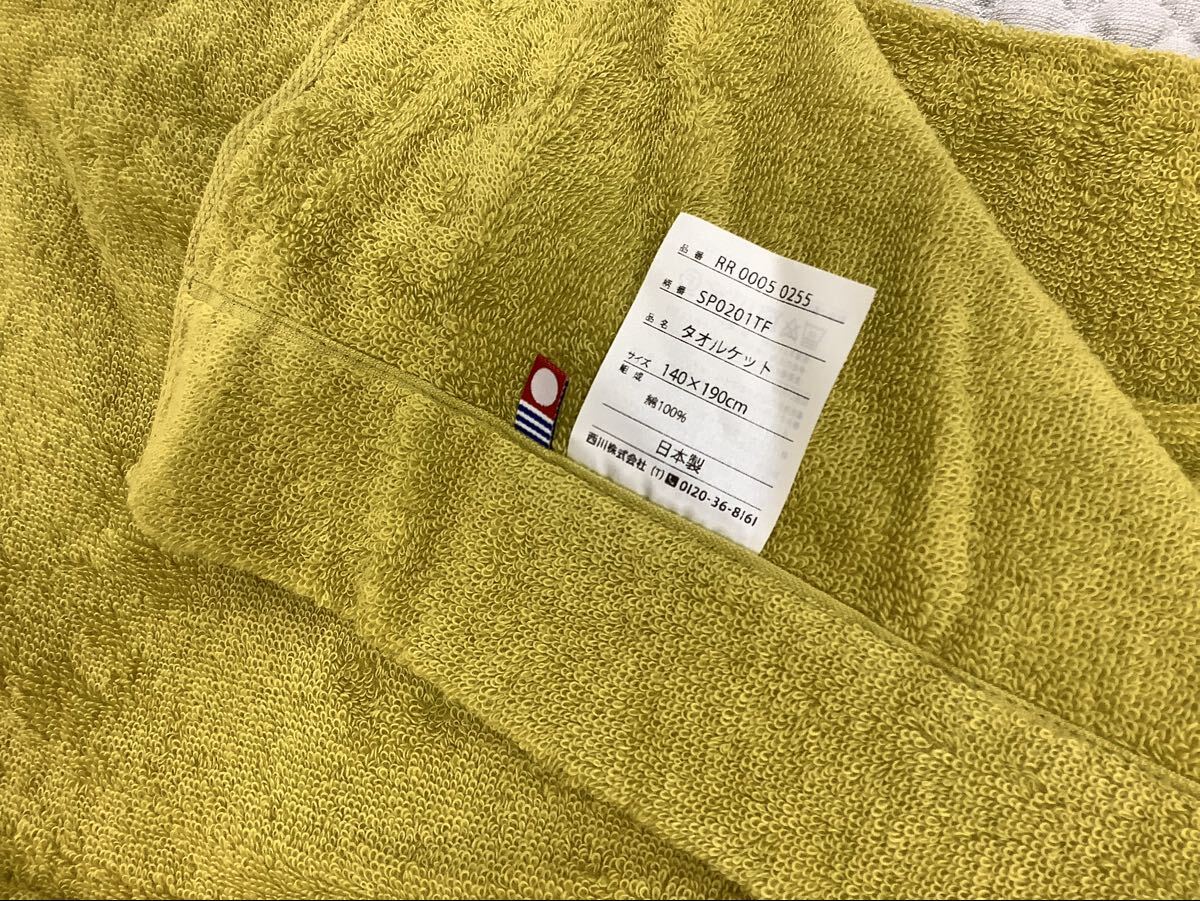 品番 RR 0005 0255
柄番 SP0201TF
品名 タオルケット
サイズ 140×190cm
組成 綿100%
日本製
西川株式会社 (T) 0120-36-8161